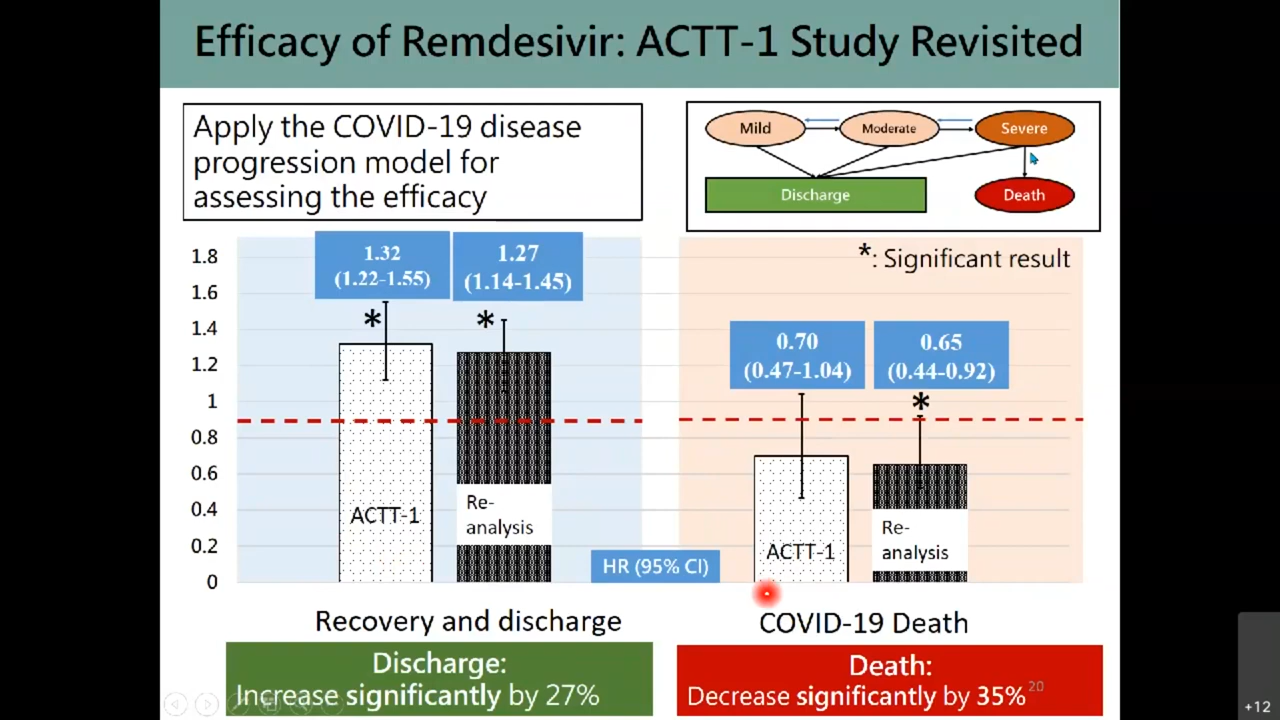 Efficacy of Remdesivir: ACTT-1 Study Revisited
Apply the COVID-19 disease
progression model for
assessing the efficacy
Mild
Moderate
Severe
Discharge
Death
1.8
1.6
1.4
1.2
1
0.8
0.6
0.4
0.2
0
1.32
(1.22-1.55)
1.27
(1.14-1.45)
*
*
ACTT-1
Re-
analysis
HR (95% CI)
*: Significant result
0.70
(0.47-1.04)
0.65
(0.44-0.92)
*
ACTT-1
Re-
analysis
Recovery and discharge
COVID-19 Death
Discharge:
Increase significantly by 27%
Death:
Decrease significantly by 35%
20
+12